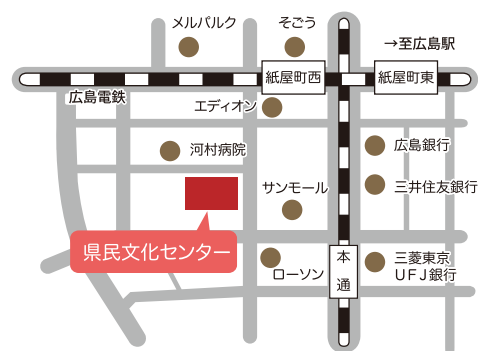 メルパルク
そごう
→至広島駅
紙屋町西
紙屋町東
広島電鉄
エディオン
河村病院
広島銀行
サンモール
三井住友銀行
県民文化センター
ローソン
本通
三菱東京
UFJ銀行